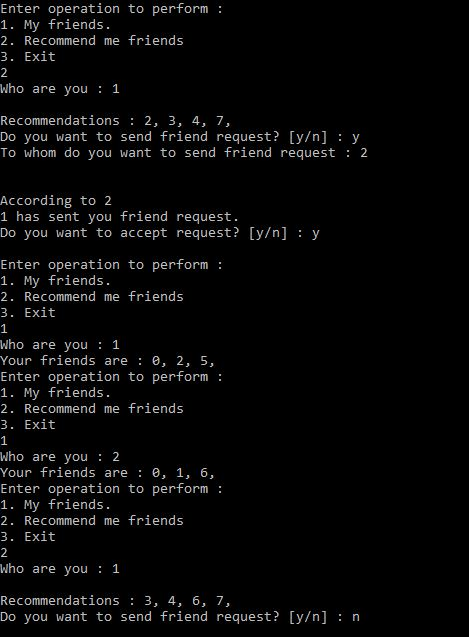 Enter operation to perform :
1. My friends.
2. Recommend me friends
3. Exit
2
Who are you : 1
Recommendations : 2, 3, 4, 7,
Do you want to send friend request? [y/n] : y
To whom do you want to send friend request : 2
According to 2
1 has sent you friend request.
Do you want to accept request? [y/n] : y
Enter operation to perform :
1. My friends.
2. Recommend me friends
3. Exit
1
Who are you : 1
Your friends are : 0, 2, 5,
Enter operation to perform :
1. My friends.
2. Recommend me friends
3. Exit
1
Who are you : 2
Your friends are : 0, 1, 6,
Enter operation to perform :
1. My friends.
2. Recommend me friends
3. Exit
2
Who are you : 1
Recommendations : 3, 4, 6, 7,
Do you want to send friend request? [y/n] : n